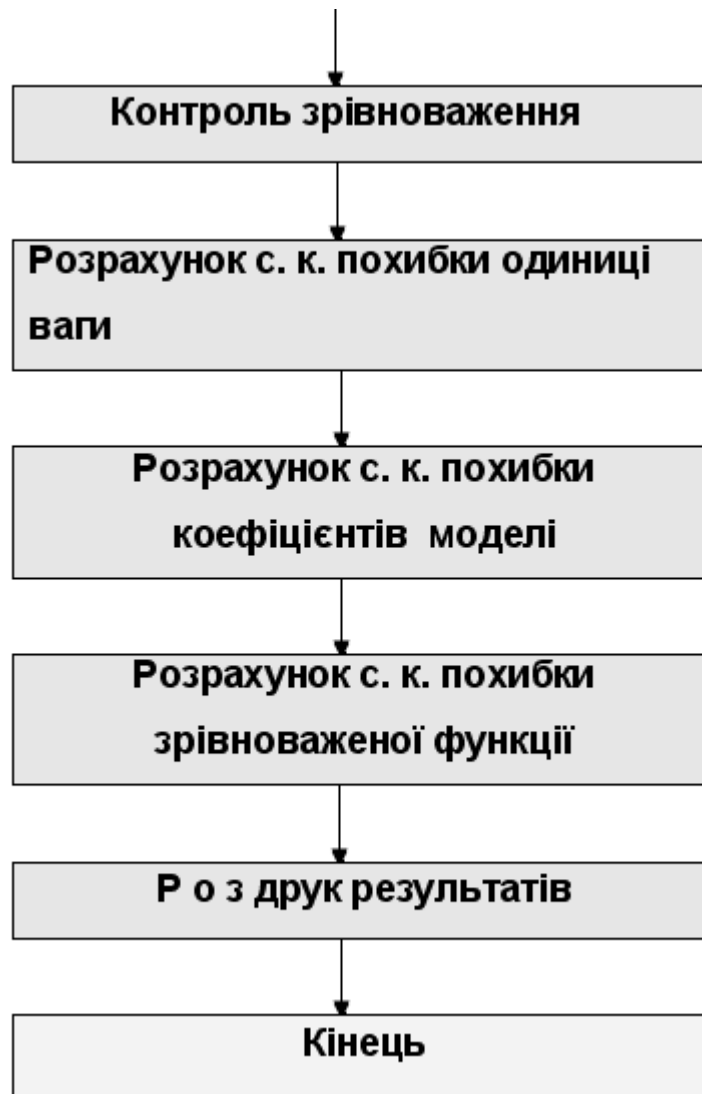 Контроль зрівноваження
Розрахунок с. к. похибки одиниці
ваги
Розрахунок с. к. похибки
коефіцієнтів моделі
Розрахунок с. к. похибки
зрівноваженої функції
Р о з друк результатів
Кінець